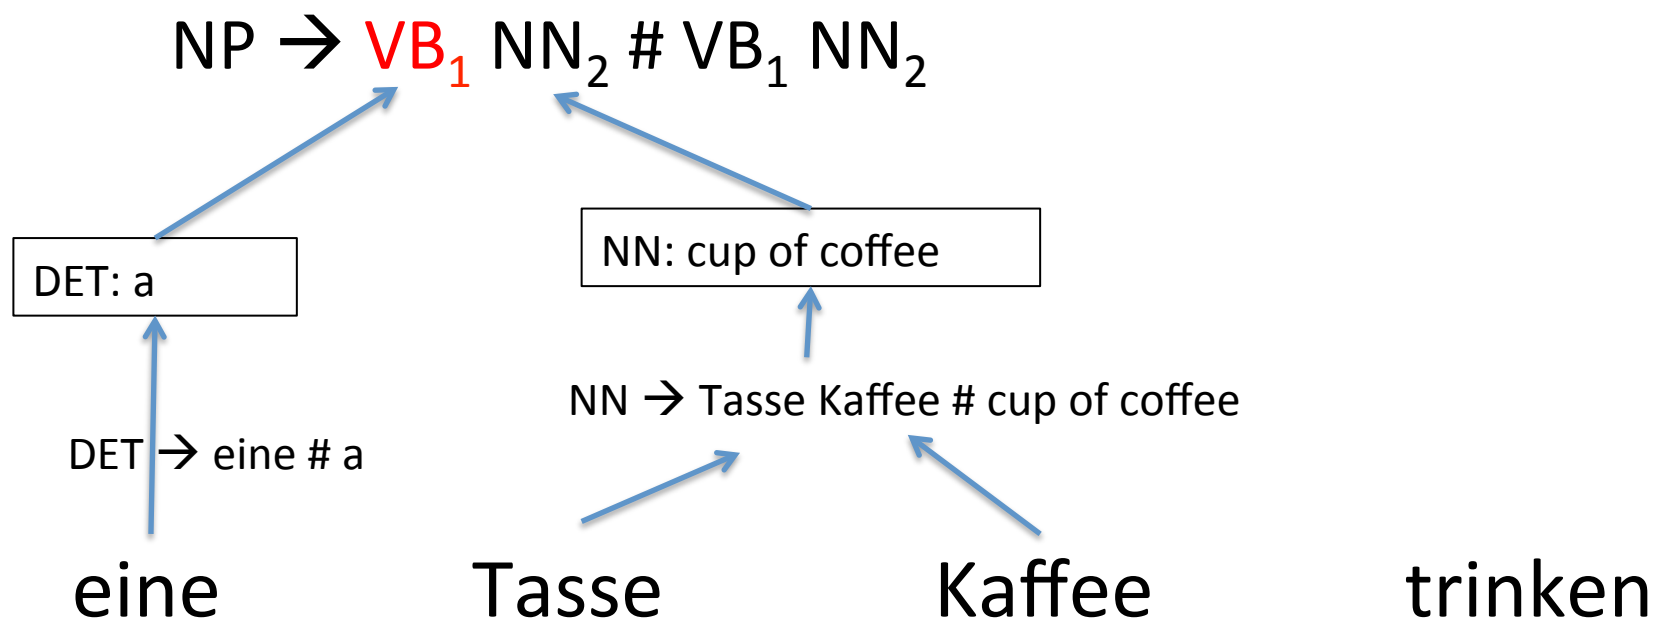 NP → VB₁ NN₂ # VB₁ NN₂
NN: cup of coffee
DET: a
NN → Tasse Kaffee # cup of coffee
DET → eine # a
eine Tasse Kaffee trinken